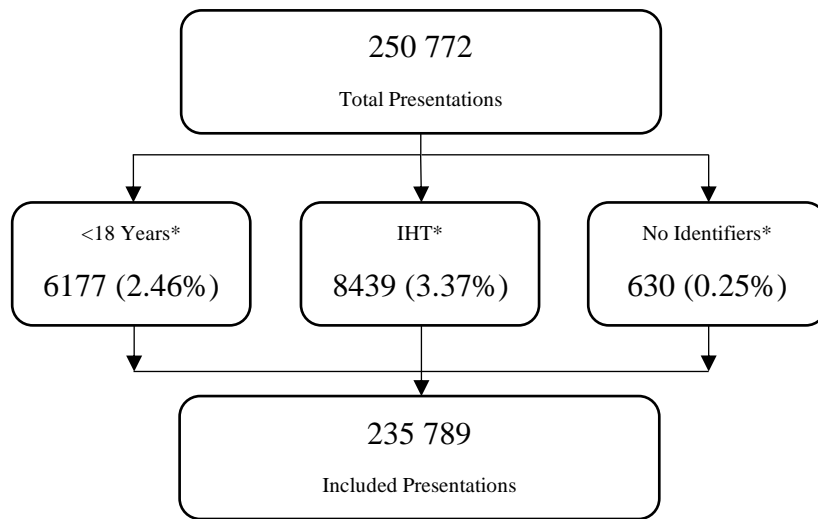 250 772
Total Presentations
<18 Years*
6177 (2.46%)
IHT*
8439 (3.37%)
No Identifiers*
630 (0.25%)
235 789
Included Presentations